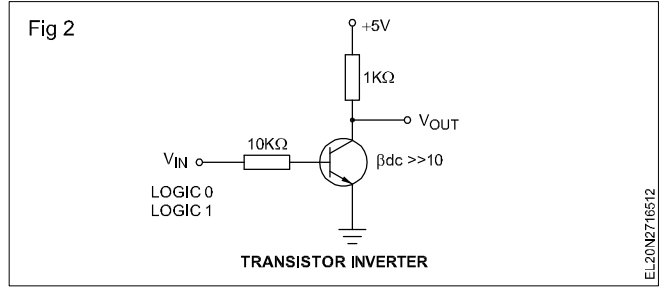 Fig 2
+5V
1KΩ
VOUT
10KΩ
VIN
βdc >>10
LOGIC 0
LOGIC 1
TRANSISTOR INVERTER
EL20N2716512